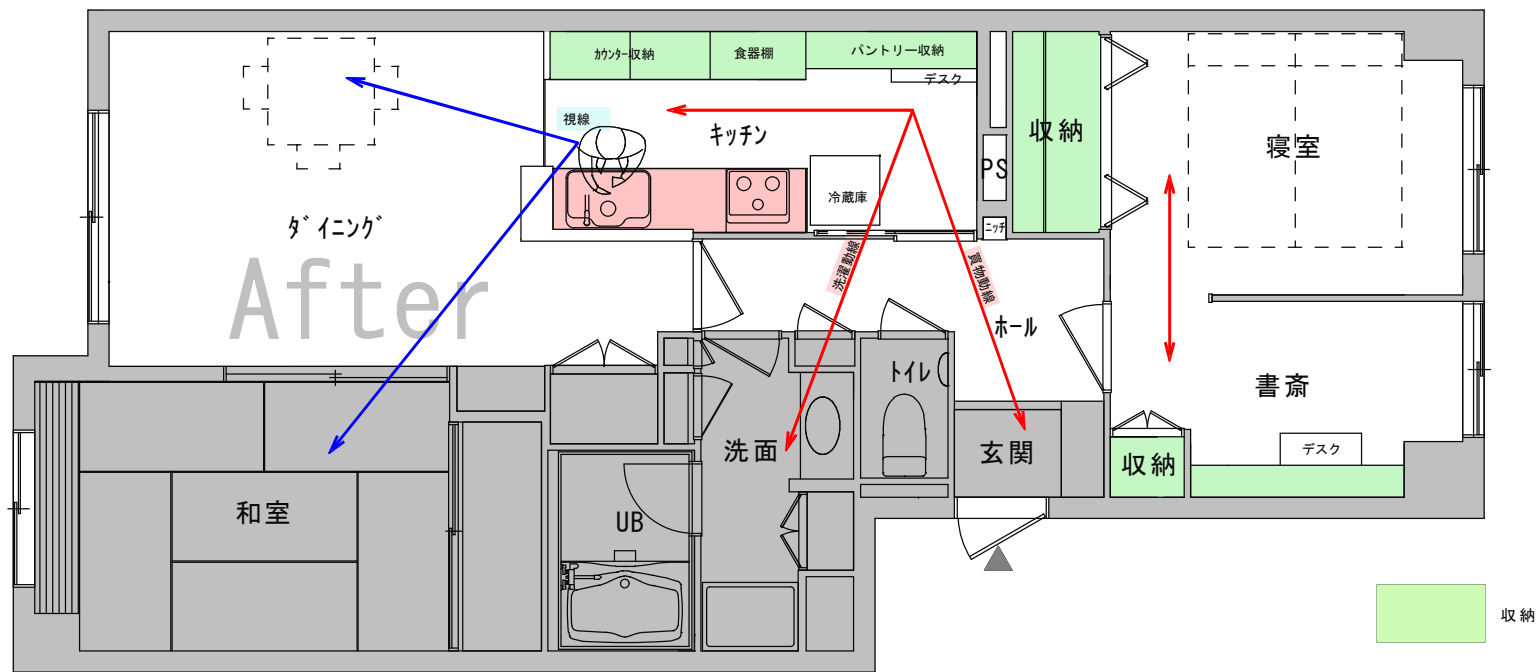 カウンター収納
食器棚
パントリー収納
デスク
視線
キッチン
収納
寝室
PS
冷蔵庫
ニッチ
ダイニング
After
洗濯動線
買物動線
ホール
トイレ
書斎
洗面
玄関
収納
デスク
和室
UB
収納